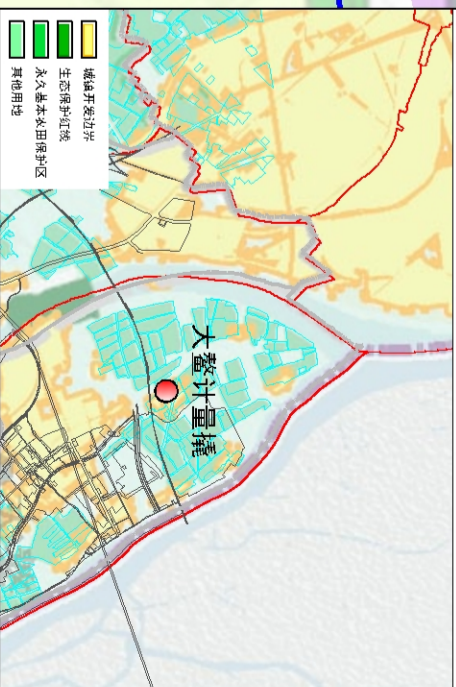 城镇开发边界
生态保护红线
永久基本农田保护区
其他用地
大鳌计量撬